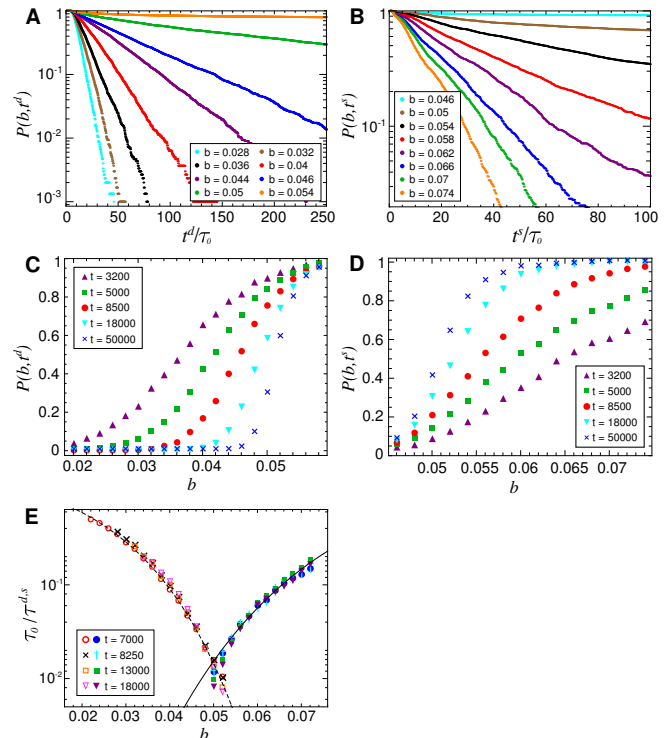 A
P(b,t^d)
1
10^-1
10^-2
10^-3
b = 0.028
b = 0.032
b = 0.036
b = 0.04
b = 0.044
b = 0.046
b = 0.05
b = 0.054
0 50 100 150 200 250
t^d/τ_0
B
P(b,t^s)
1
10^-1
b = 0.046
b = 0.05
b = 0.054
b = 0.058
b = 0.062
b = 0.066
b = 0.07
b = 0.074
0 20 40 60 80 100
t^s/τ_0
C
P(b,t^d)
1
0.8
0.6
0.4
0.2
0
t = 3200
t = 5000
t = 8500
t = 18000
t = 50000
0.02 0.03 0.04 0.05
b
D
P(b,t^s)
1
0.8
0.6
0.4
0.2
0
t = 3200
t = 5000
t = 8500
t = 18000
t = 50000
0.05 0.055 0.06 0.065 0.07
b
E
τ_0/τ^d,s
10^-1
10^-2
t = 7000
t = 8250
t = 13000
t = 18000
0.02 0.03 0.04 0.05 0.06 0.07
b